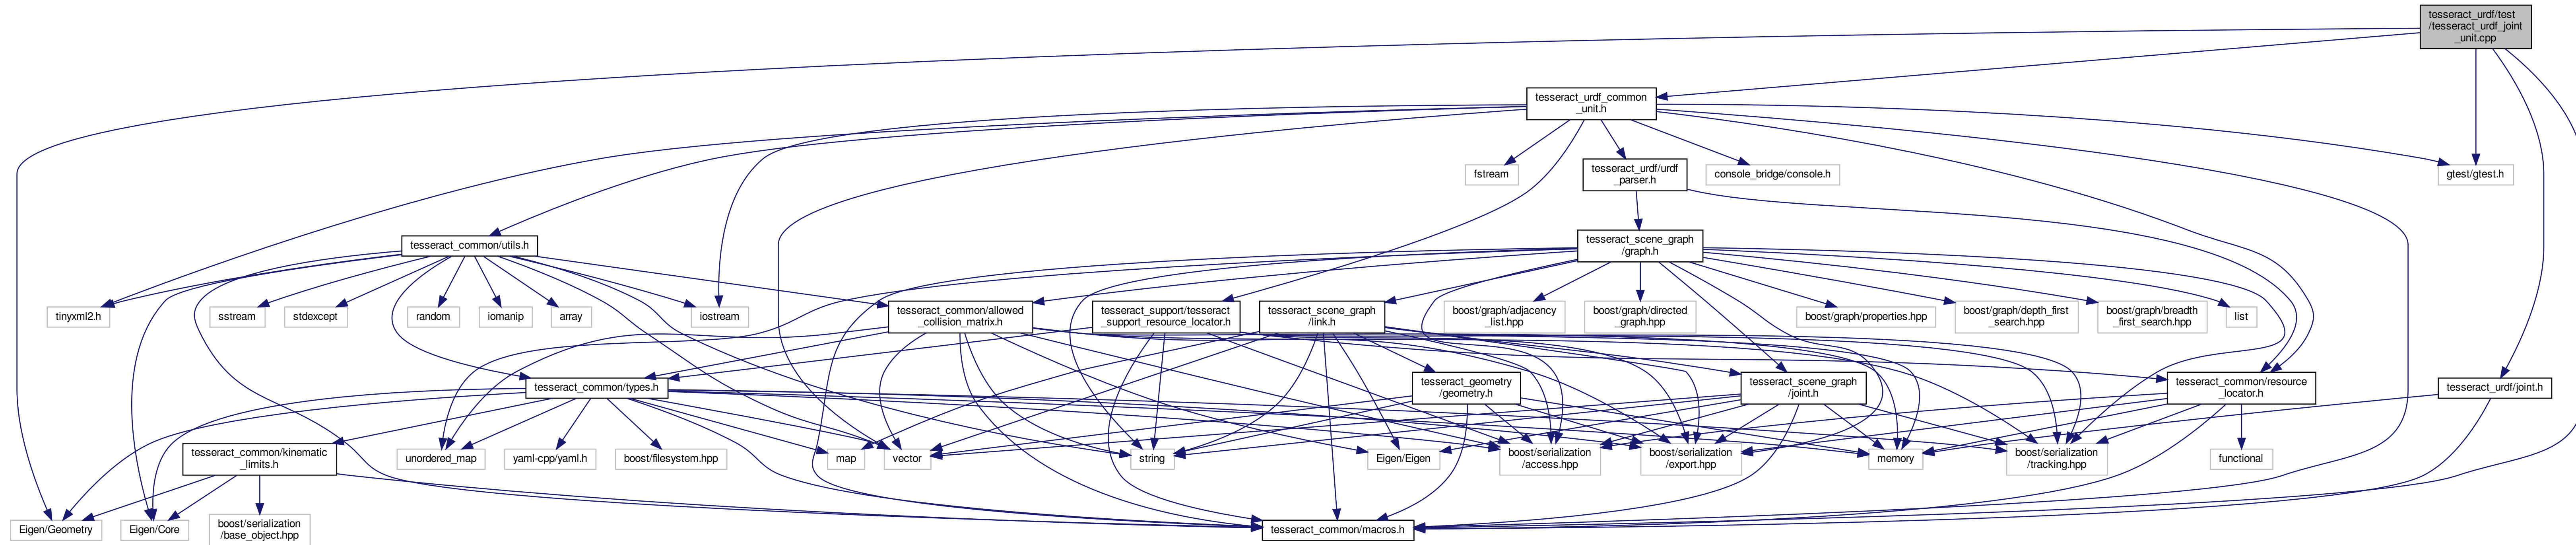 tesseract_urdf/test
/tesseract_urdf_joint
_unit.cpp
tesseract_urdf_common
_unit.h
fstream
tesseract_urdf/urdf
_parser.h
console_bridge/console.h
gtest/gtest.h
tesseract_common/utils.h
tesseract_scene_graph
/graph.h
tinyxml2.h
sstream
stdexcept
random
iomanip
array
iostream
tesseract_common/allowed
_collision_matrix.h
tesseract_support/tesseract
_support_resource_locator.h
tesseract_scene_graph
/link.h
boost/graph/adjacency
_list.hpp
boost/graph/directed
_graph.hpp
boost/graph/properties.hpp
boost/graph/depth_first
_search.hpp
boost/graph/breadth
_first_search.hpp
list
tesseract_common/types.h
tesseract_geometry
/geometry.h
tesseract_scene_graph
/joint.h
tesseract_common/resource
_locator.h
tesseract_urdf/joint.h
tesseract_common/kinematic
_limits.h
unordered_map
yaml-cpp/yaml.h
boost/filesystem.hpp
map
vector
string
Eigen/Eigen
boost/serialization
/access.hpp
boost/serialization
/export.hpp
memory
boost/serialization
/tracking.hpp
functional
Eigen/Geometry
Eigen/Core
boost/serialization
/base_object.hpp
tesseract_common/macros.h